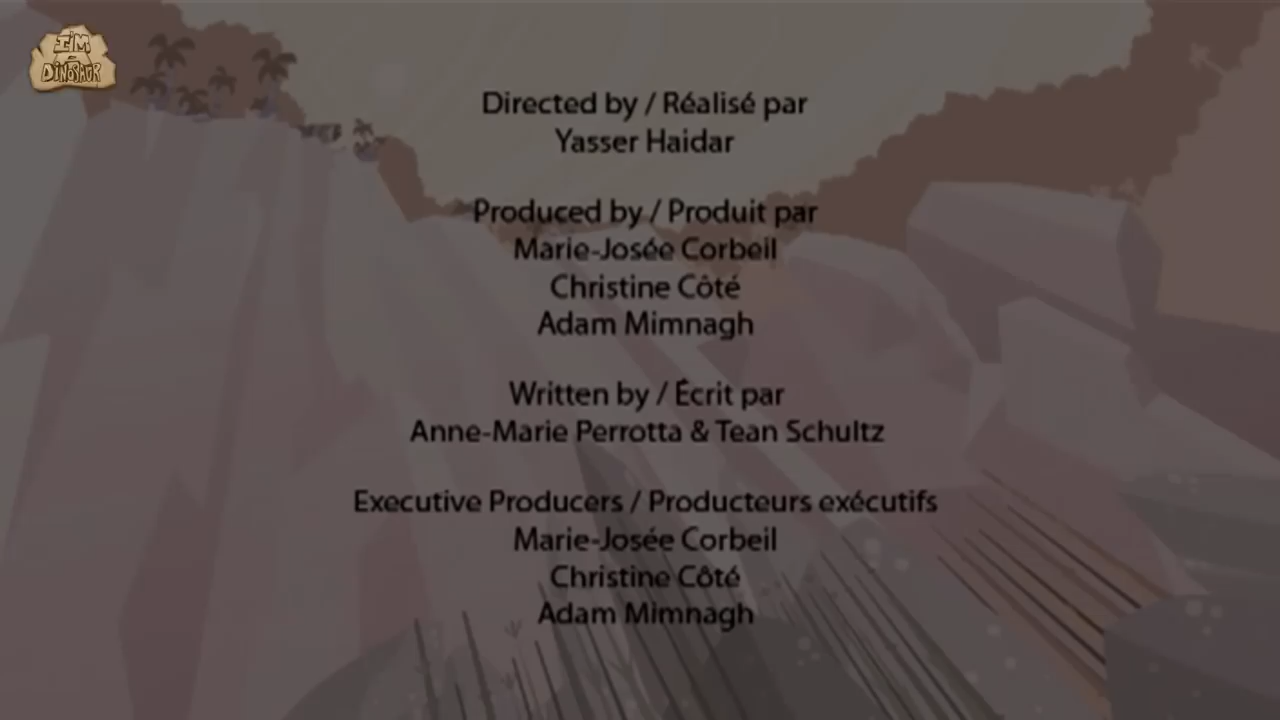 I'M
A
DINOSAUR
Directed by / Réalisé par
Yasser Haidar
Produced by / Produit par
Marie-Josée Corbeil
Christine Côté
Adam Mimnagh
Written by / Écrit par
Anne-Marie Perrotta & Tean Schultz
Executive Producers / Producteurs exécutifs
Marie-Josée Corbeil
Christine Côté
Adam Mimnagh